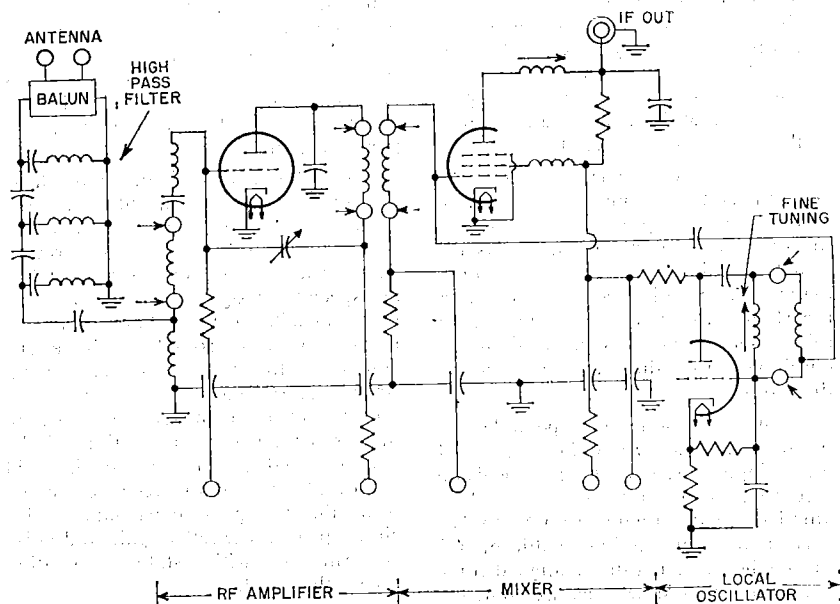 ANTENNA
BALUN
HIGH
PASS
FILTER
IF OUT
FINE
TUNING
RF AMPLIFIER
MIXER
LOCAL
OSCILLATOR